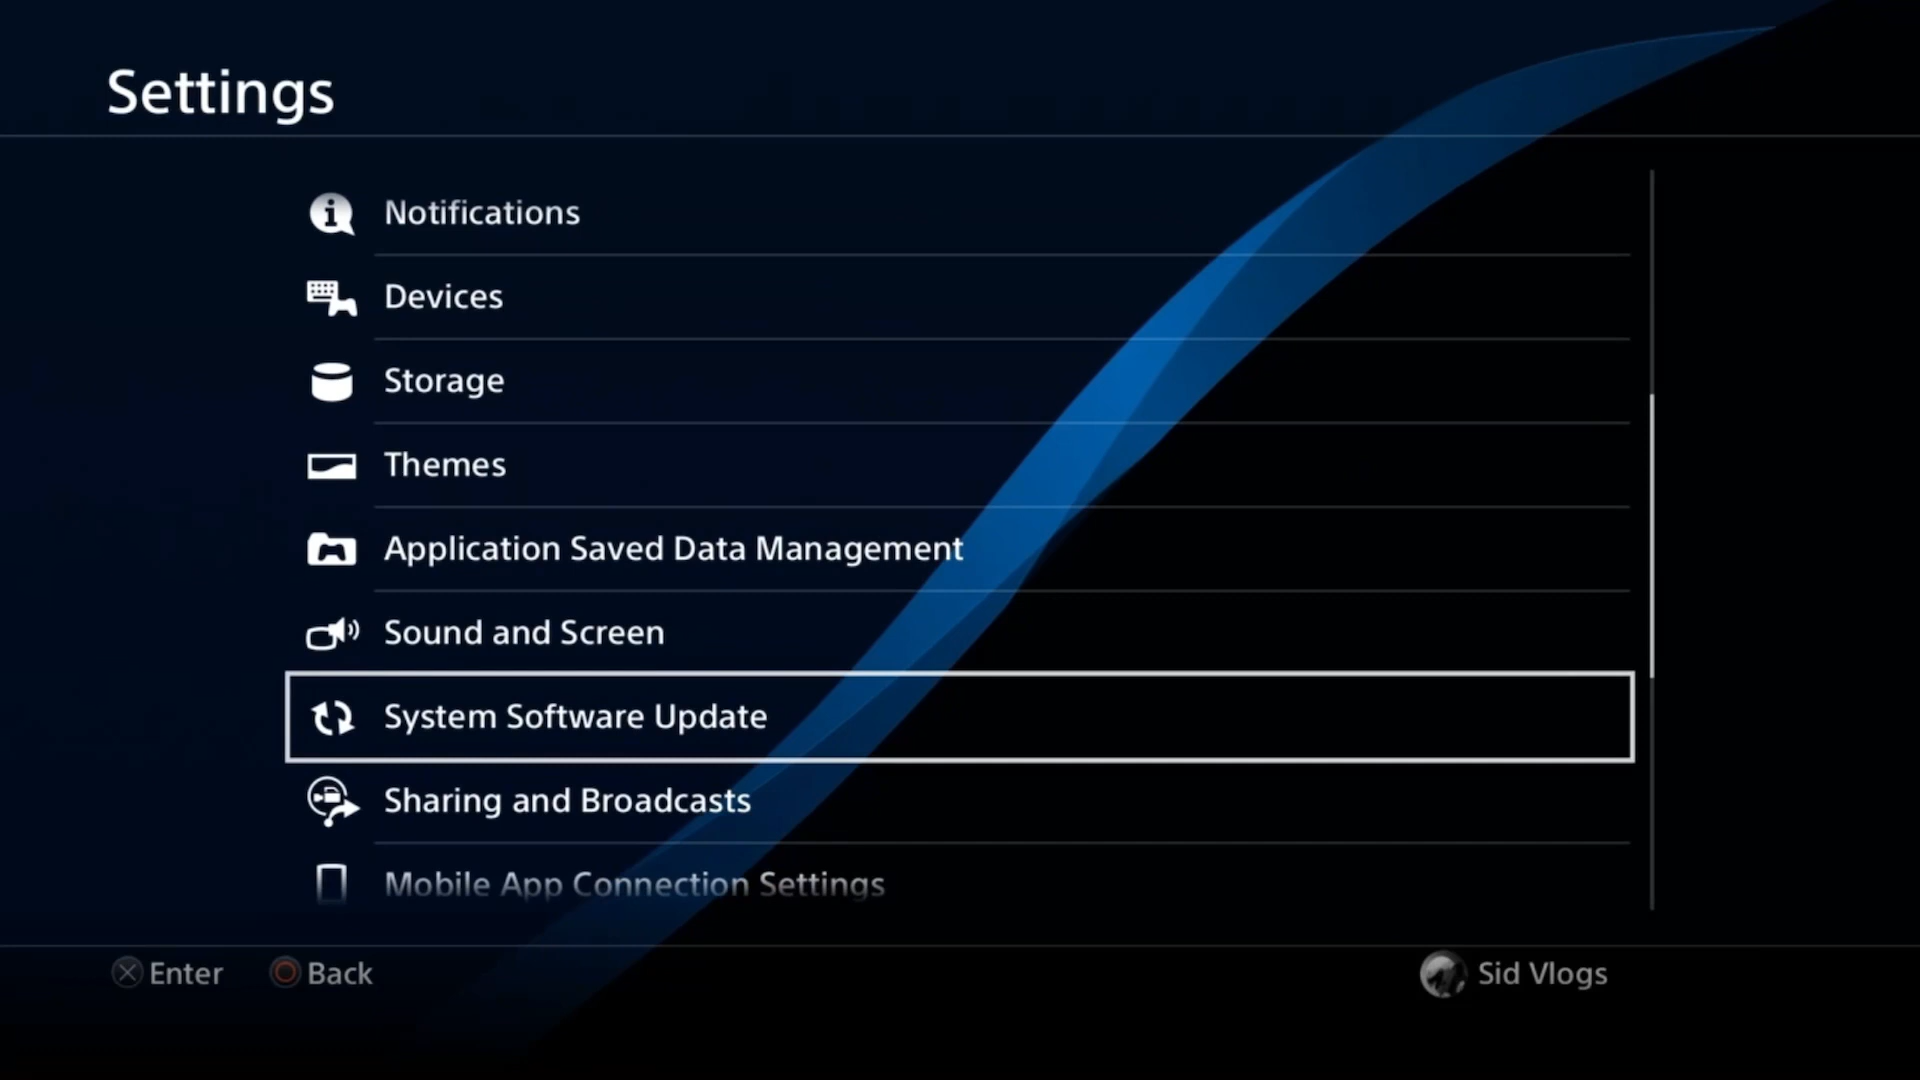 Settings
Notifications
Devices
Storage
Themes
Application Saved Data Management
Sound and Screen
System Software Update
Sharing and Broadcasts
Mobile App Connection Settings
Enter
Back
Sid Vlogs